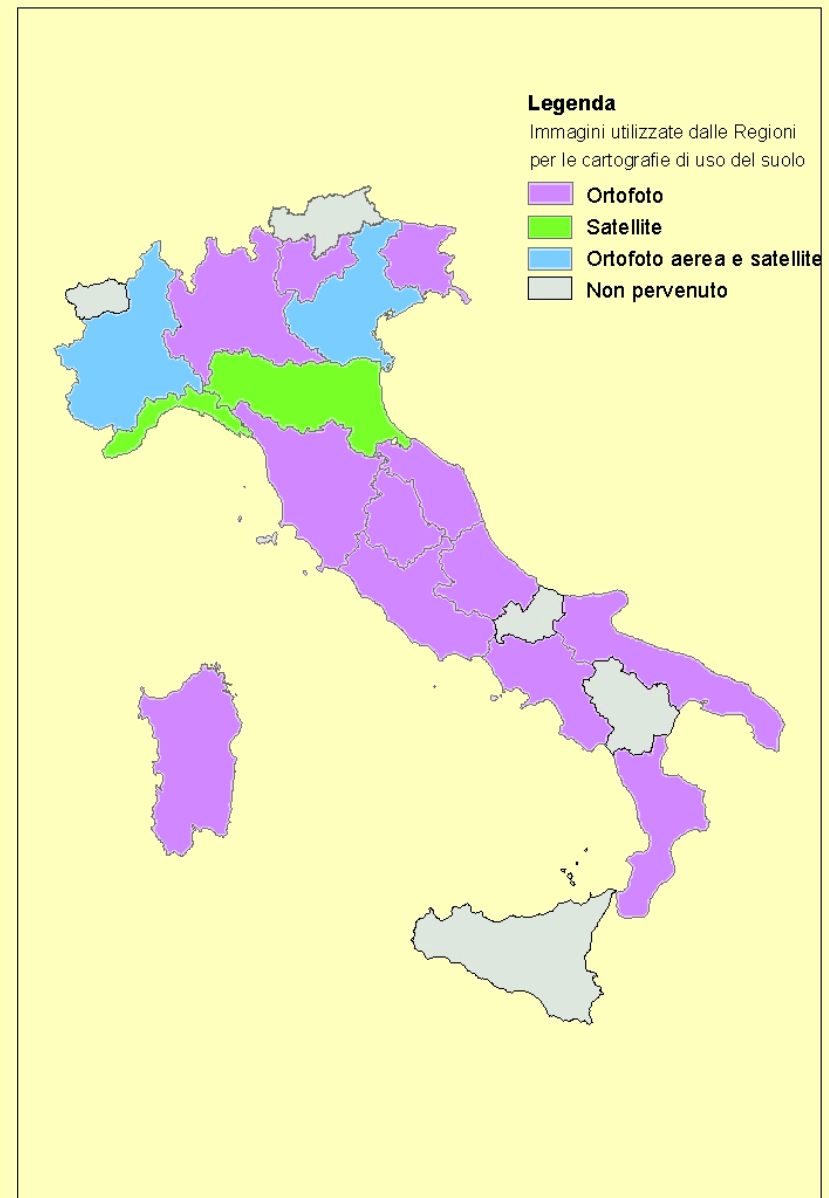 Legenda
Immagini utilizzate dalle Regioni
per le cartografie di uso del suolo
Ortofoto
Satellite
Ortofoto aerea e satellite
Non pervenuto